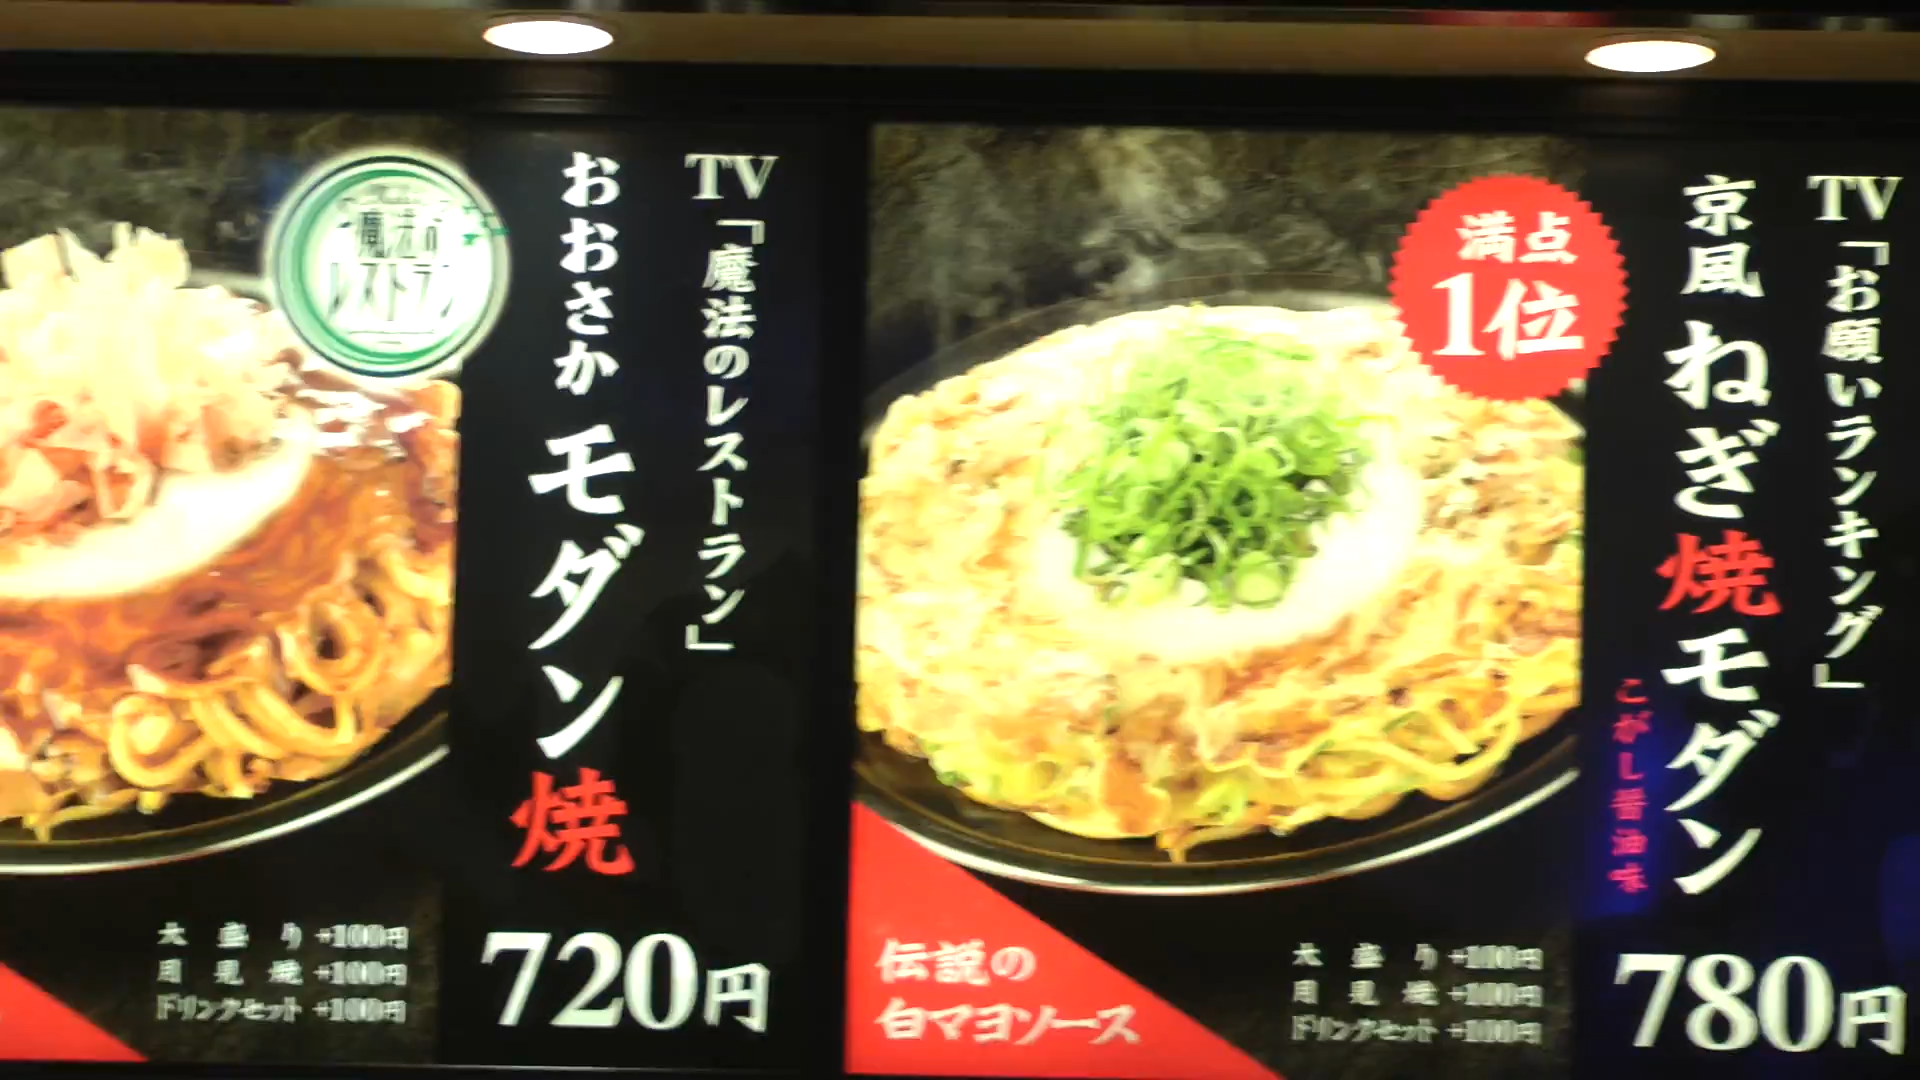 TV「魔法のレストラン」
おおさか モダン焼
魔法の
レストラン
大盛り +100円
月見焼 +100円
ドリンクセット +100円
720円
TV「お願いランキング」
京風 ねぎ焼モダン
こがし醤油味
満点
1位
伝説の
白マヨソース
大盛り +100円
月見焼 +100円
ドリンクセット +100円
780円